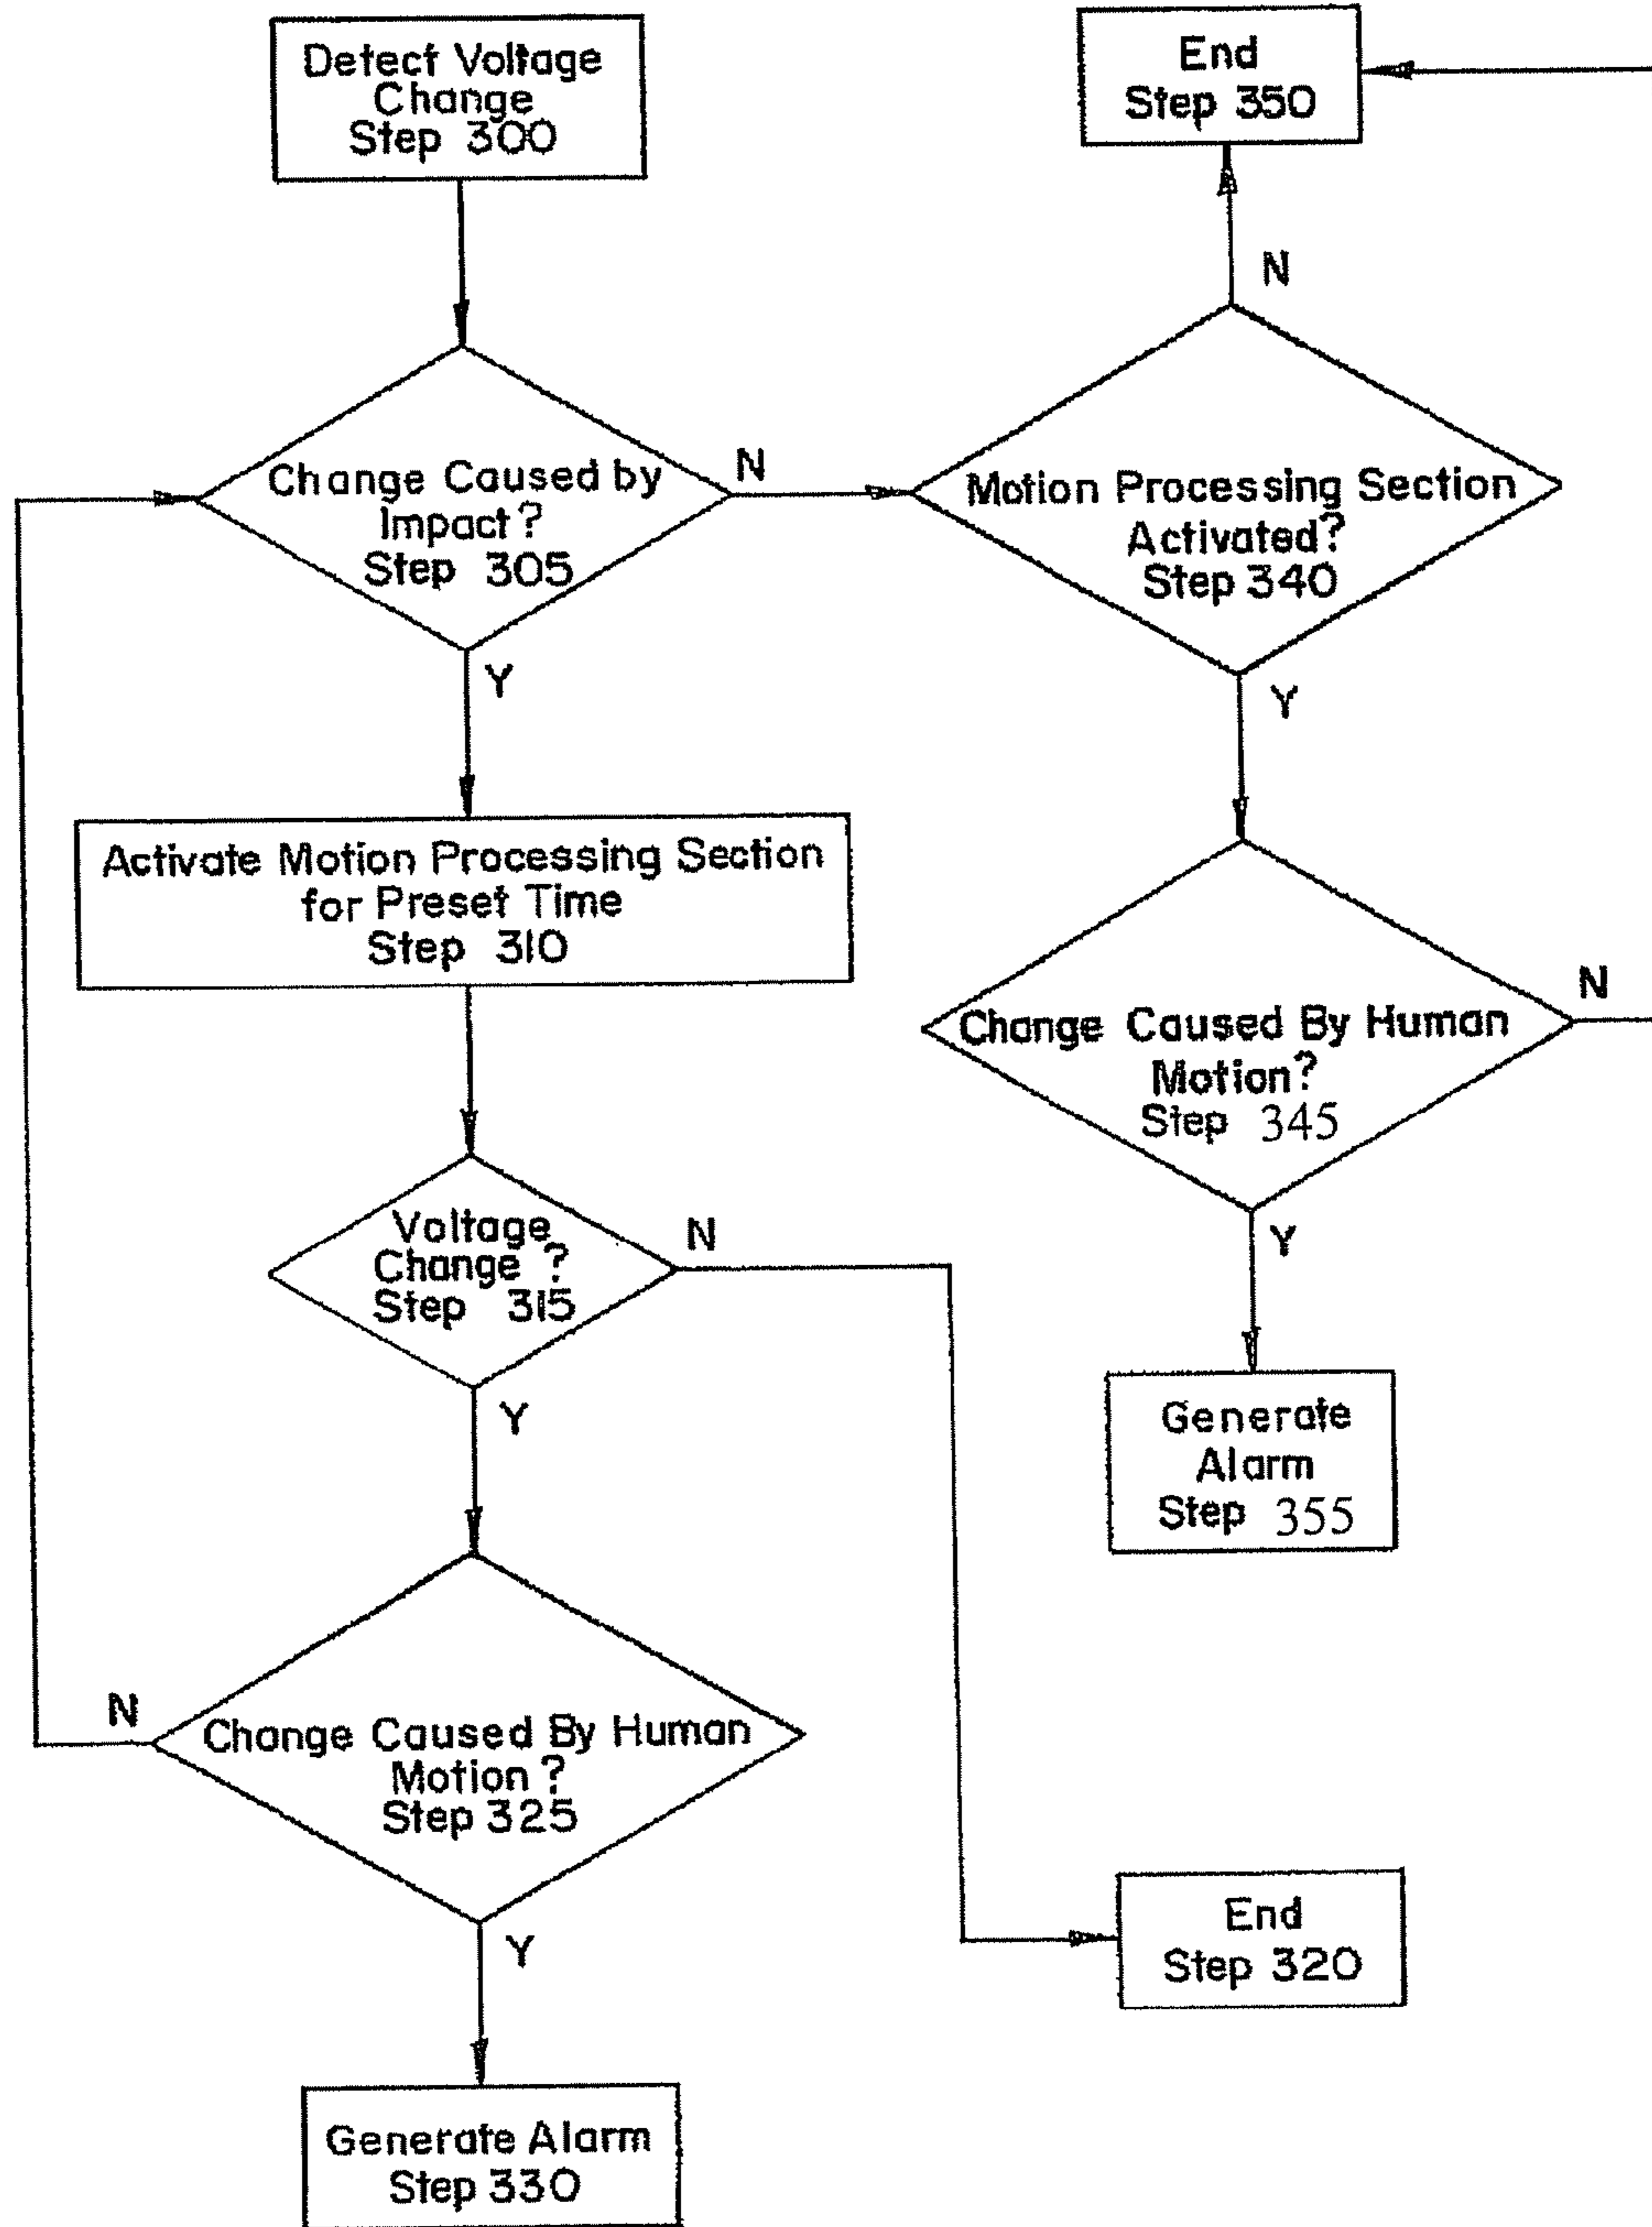 Detect Voltage
Change
Step 300
End
Step 350
N
Change Caused by
Impact?
Step 305
N
Motion Processing Section
Activated?
Step 340
Y
Y
Activate Motion Processing Section
for Preset Time
Step 310
N
Change Caused By Human
Motion?
Step 345
Y
Voltage
Change ?
Step 315
N
Y
Generate
Alarm
Step 355
N
Change Caused By Human
Motion ?
Step 325
Y
End
Step 320
Generate Alarm
Step 330